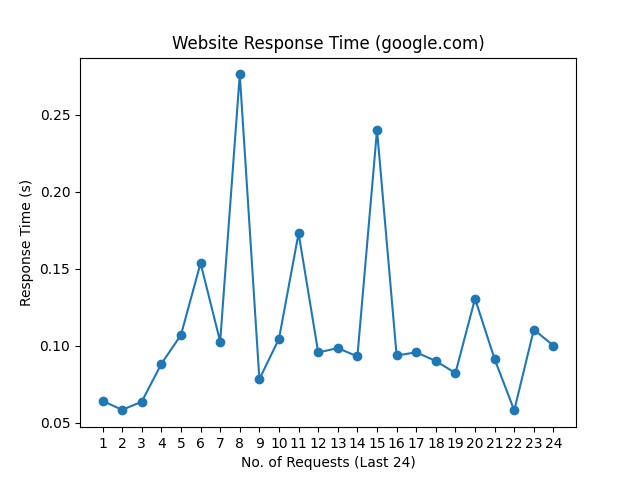 Website Response Time (google.com)
0.25
0.20
0.15
0.10
0.05
Response Time (s)
1 2 3 4 5 6 7 8 9 10 11 12 13 14 15 16 17 18 19 20 21 22 23 24
No. of Requests (Last 24)